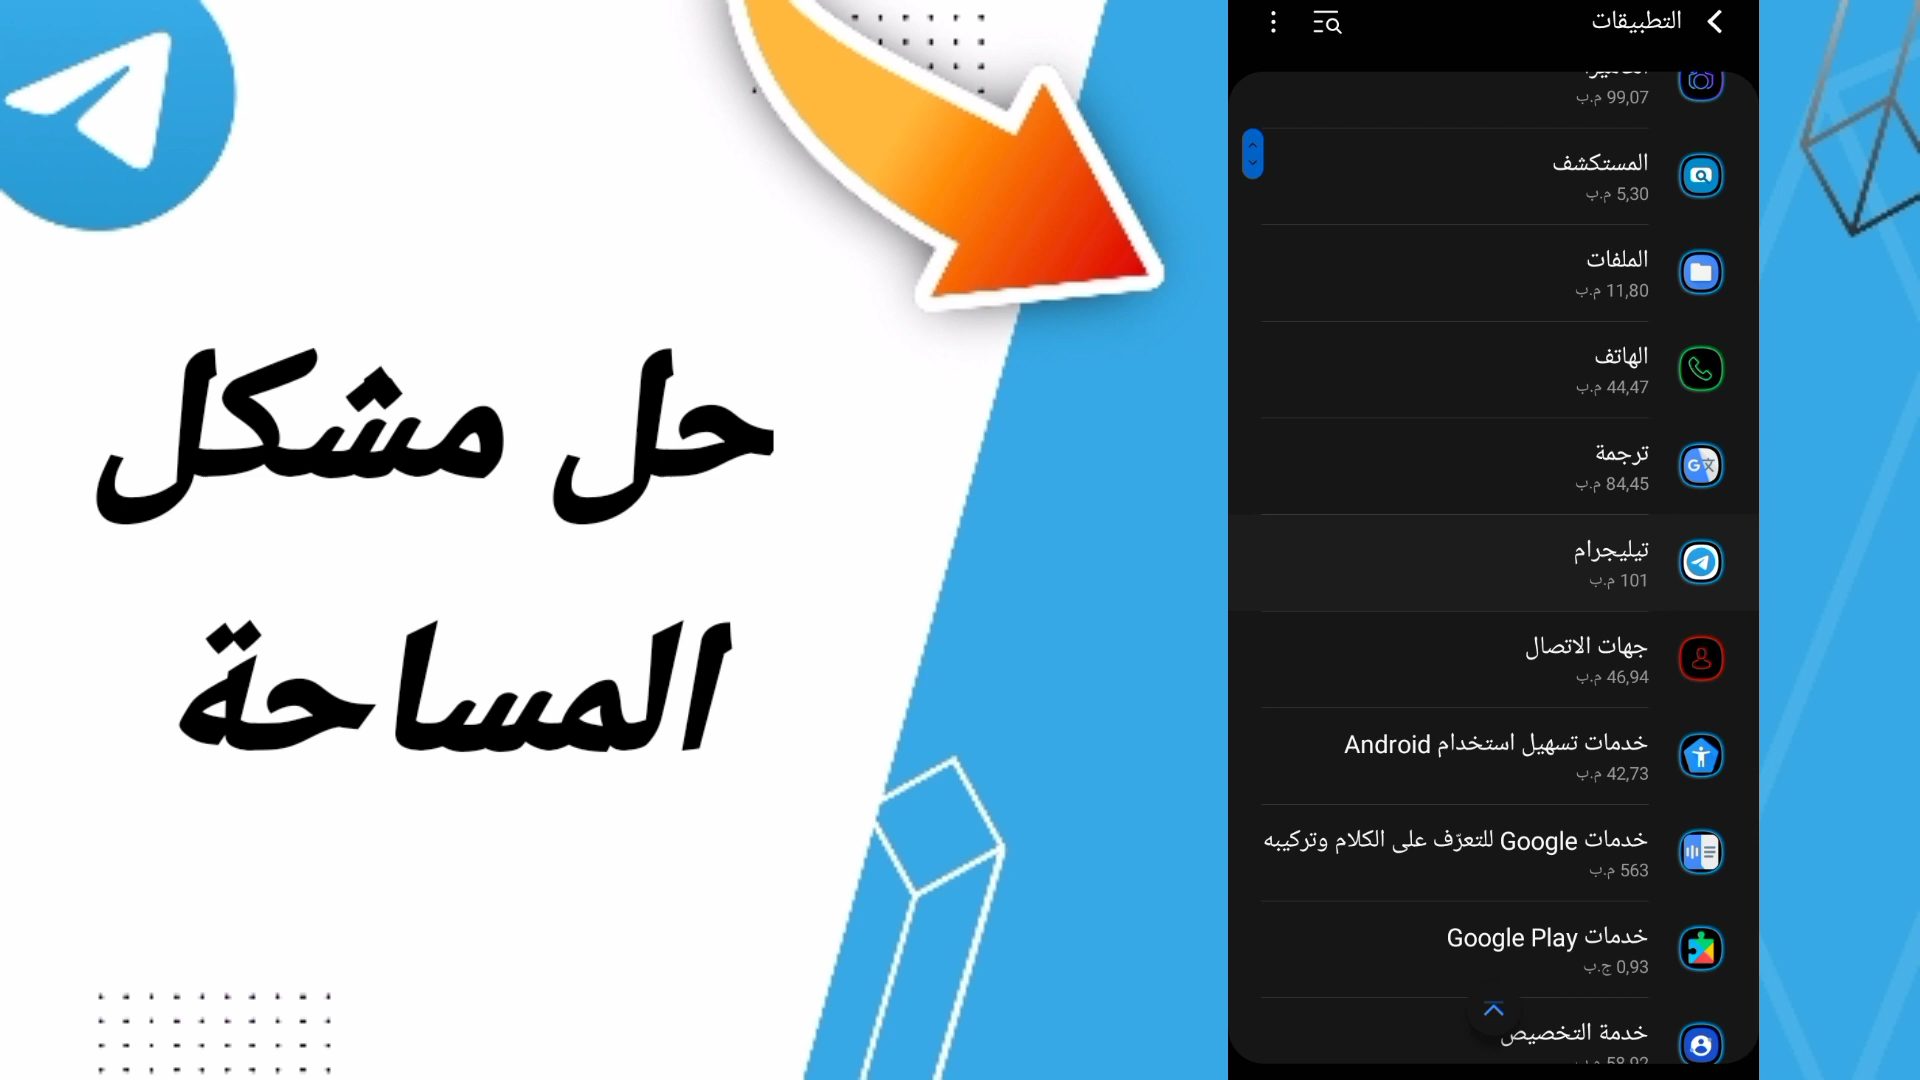 حل مشكل
المساحة
التطبيقات
99,07 م.ب
المستكشف
5,30 م.ب
الملفات
11,80 م.ب
الهاتف
44,47 م.ب
ترجمة
84,45 م.ب
تيليجرام
101 م.ب
جهات الاتصال
46,94 م.ب
خدمات تسهيل استخدام Android
42,73 م.ب
خدمات Google للتعرّف على الكلام وتركيبه
563 م.ب
خدمات Google Play
0,93 ج.ب
خدمة التخصيص